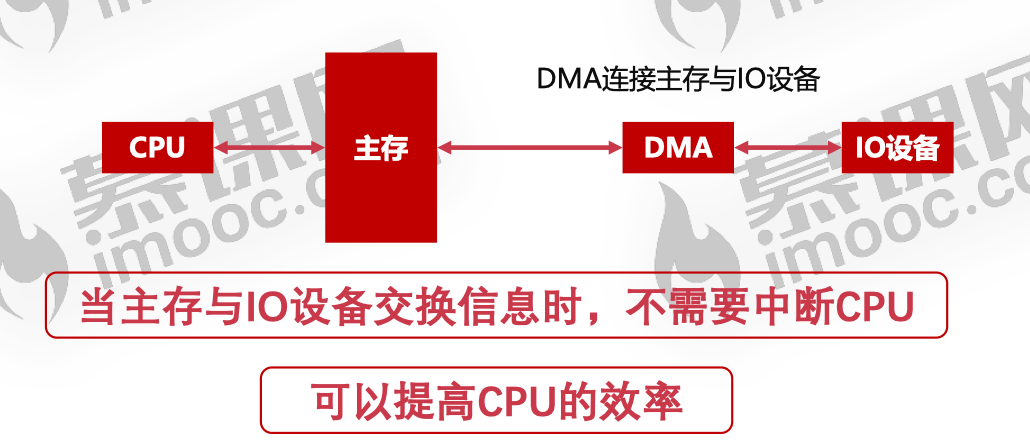 DMA连接主存与IO设备
CPU
主存
DMA
IO设备
当主存与IO设备交换信息时，不需要中断CPU
可以提高CPU的效率
慕课网
imooc.co
慕课网
imooc.co